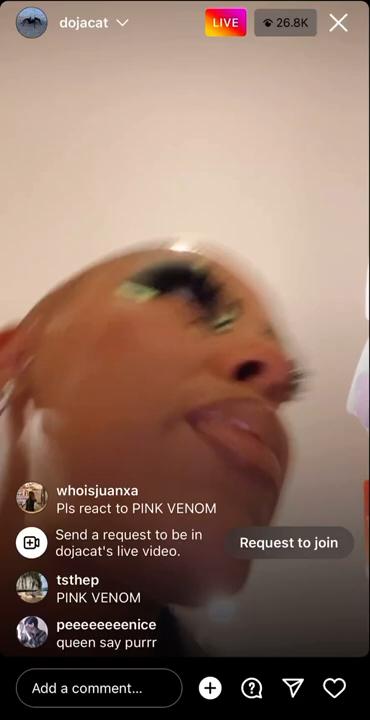 dojacat
LIVE
26.8K
whoisjuanxa
Pls react to PINK VENOM
Send a request to be in
dojacat's live video.
Request to join
tsthep
PINK VENOM
peeeeeeenice
queen say purrr
Add a comment...